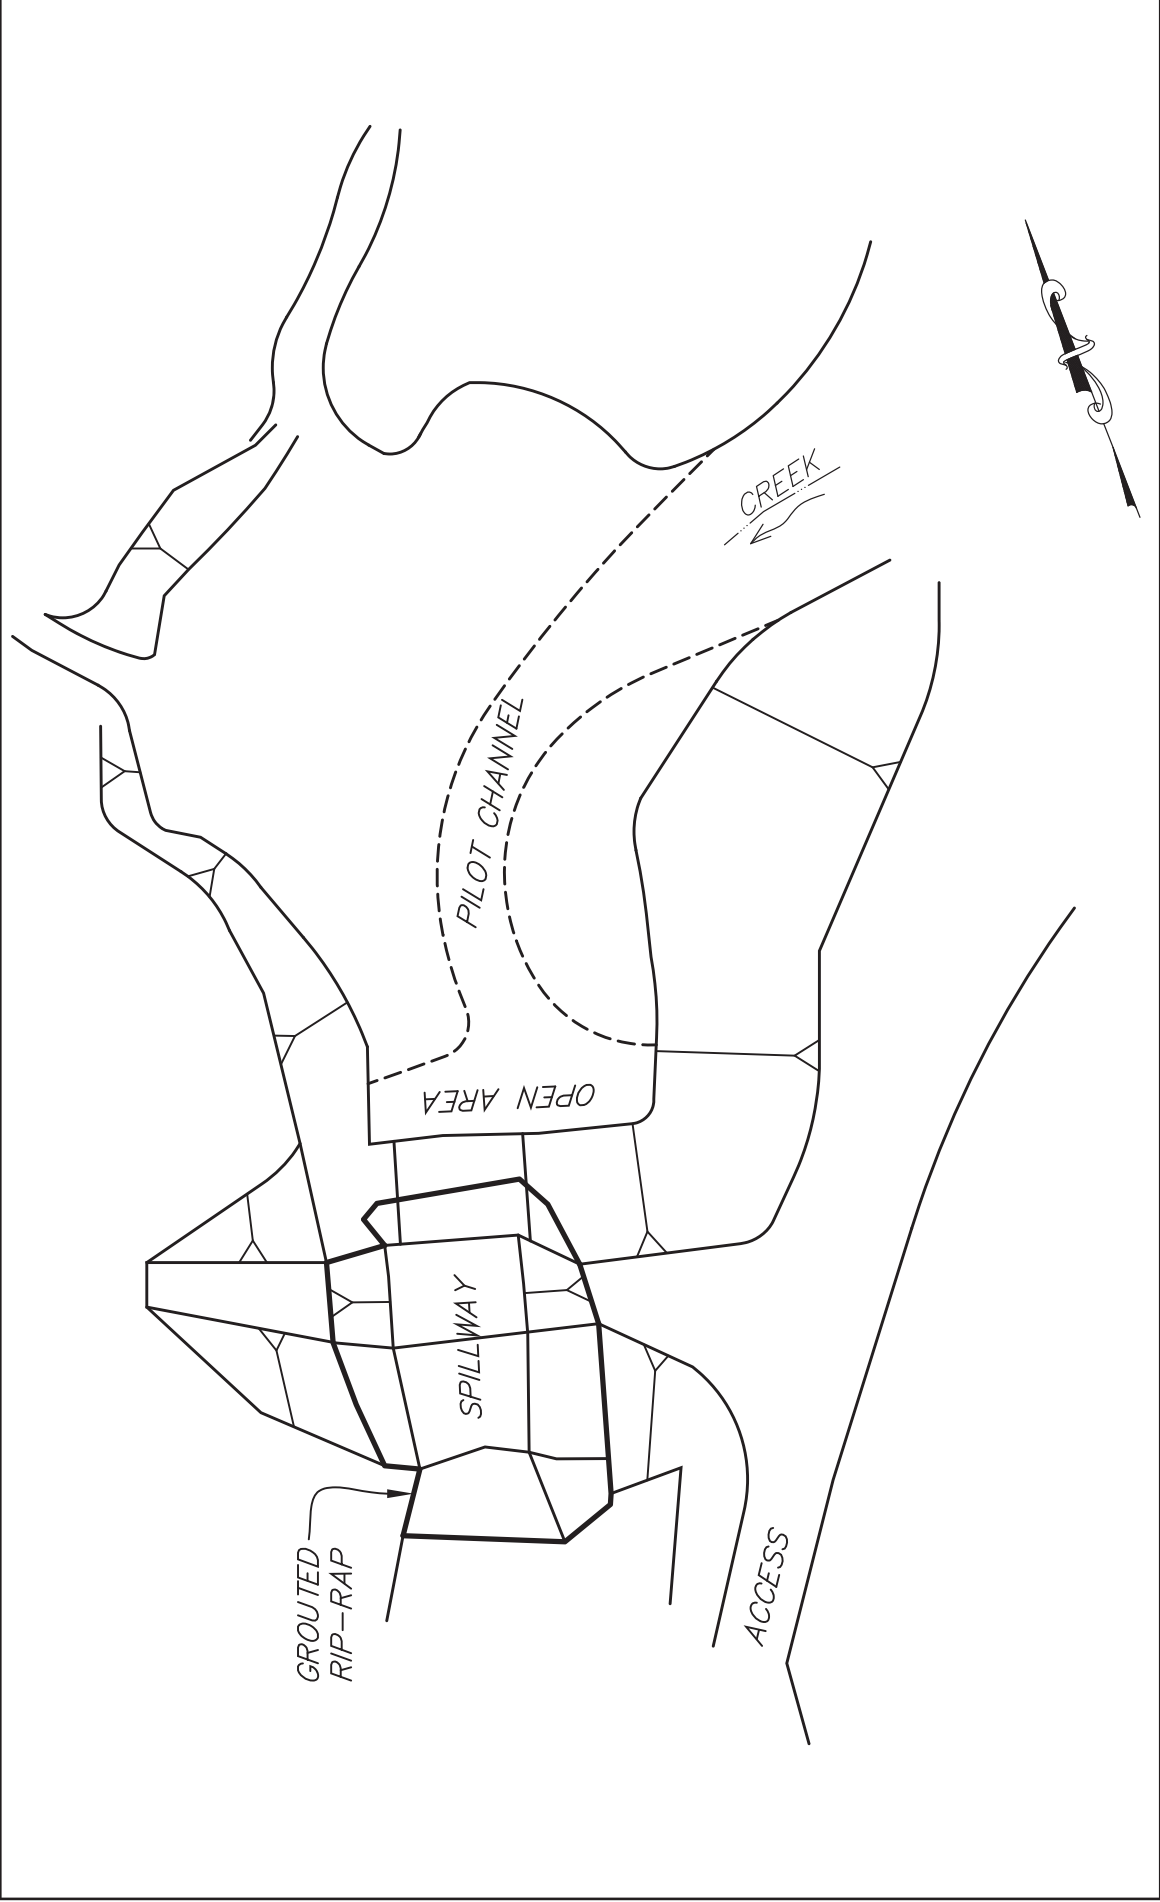 CREEK
PILOT CHANNEL
OPEN AREA
SPILLWAY
GROUTED
RIP-RAP
ACCESS